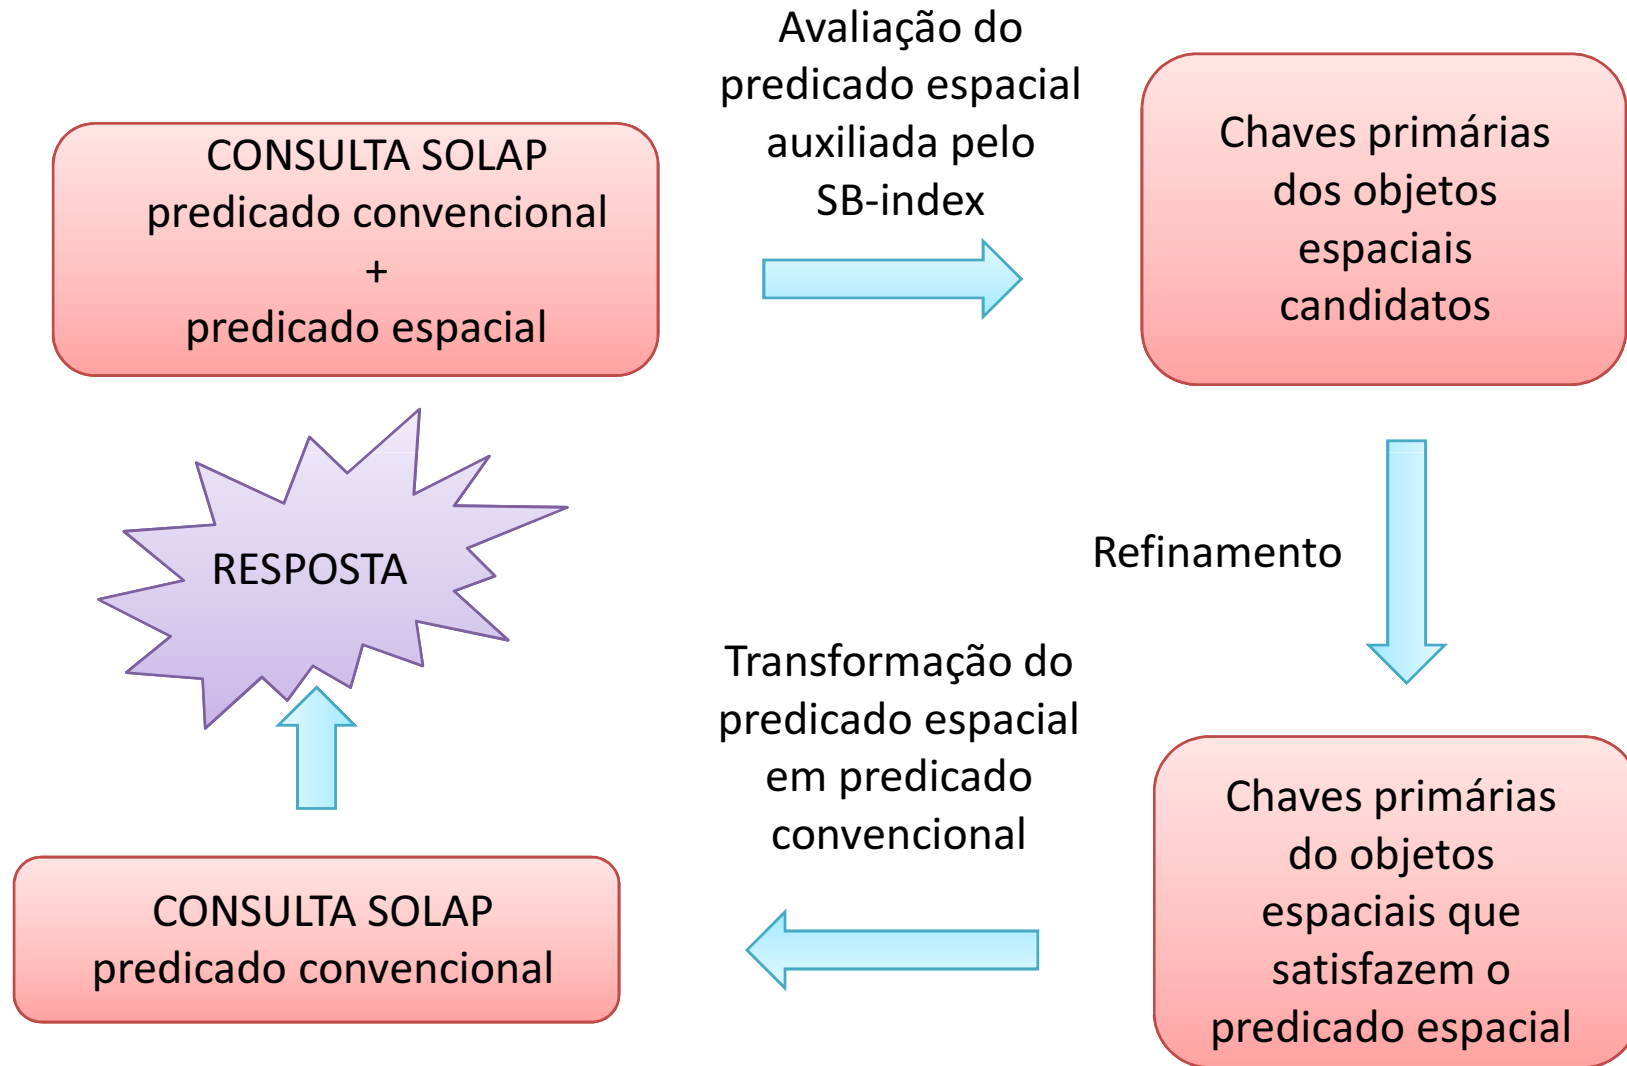 CONSULTA SOLAP
predicado convencional
+
predicado espacial
Avaliação do
predicado espacial
auxiliada pelo
SB-index
Chaves primárias
dos objetos
espaciais
candidatos
Refinamento
Chaves primárias
do objetos
espaciais que
satisfazem o
predicado espacial
Transformação do
predicado espacial
em predicado
convencional
CONSULTA SOLAP
predicado convencional
RESPOSTA